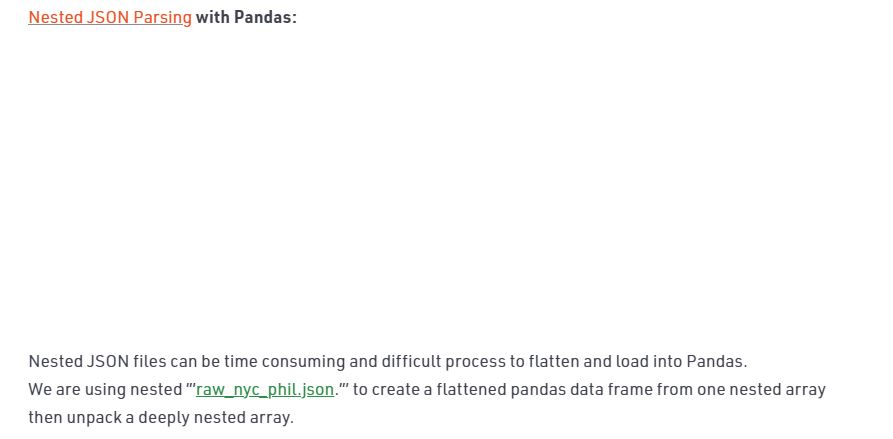 Nested JSON Parsing with Pandas:
Nested JSON files can be time consuming and difficult process to flatten and load into Pandas.
We are using nested "'raw_nyc_phil.json."' to create a flattened pandas data frame from one nested array
then unpack a deeply nested array.